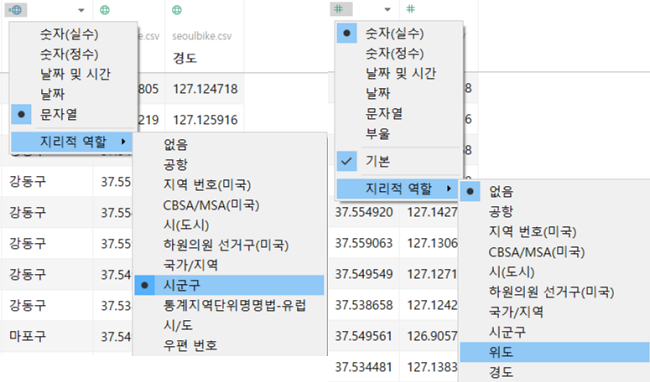 숫자(실수)
숫자(정수)
날짜 및 시간
날짜
문자열
지리적 역할
.csv
seoulbike.csv
경도
805 127.124718
219 127.125916
없음
공항
지역 번호(미국)
CBSA/MSA(미국)
시(도시)
하원의원 선거구(미국)
국가/지역
시군구
통계지역단위명명법-유럽
시/도
우편 번호
강동구 37.55
강동구 37.55
강동구 37.55
강동구 37.54
강동구 37.53
마포구 37.54
숫자(실수)
숫자(정수)
날짜 및 시간
날짜
문자열
부울
기본
지리적 역할
없음
공항
지역 번호(미국)
CBSA/MSA(미국)
시(도시)
하원의원 선거구(미국)
국가/지역
시군구
위도
경도
37.554920 127.1427
37.559063 127.1306
37.549549 127.1271
37.538658 127.1242
37.549561 126.9057
37.534481 127.1383